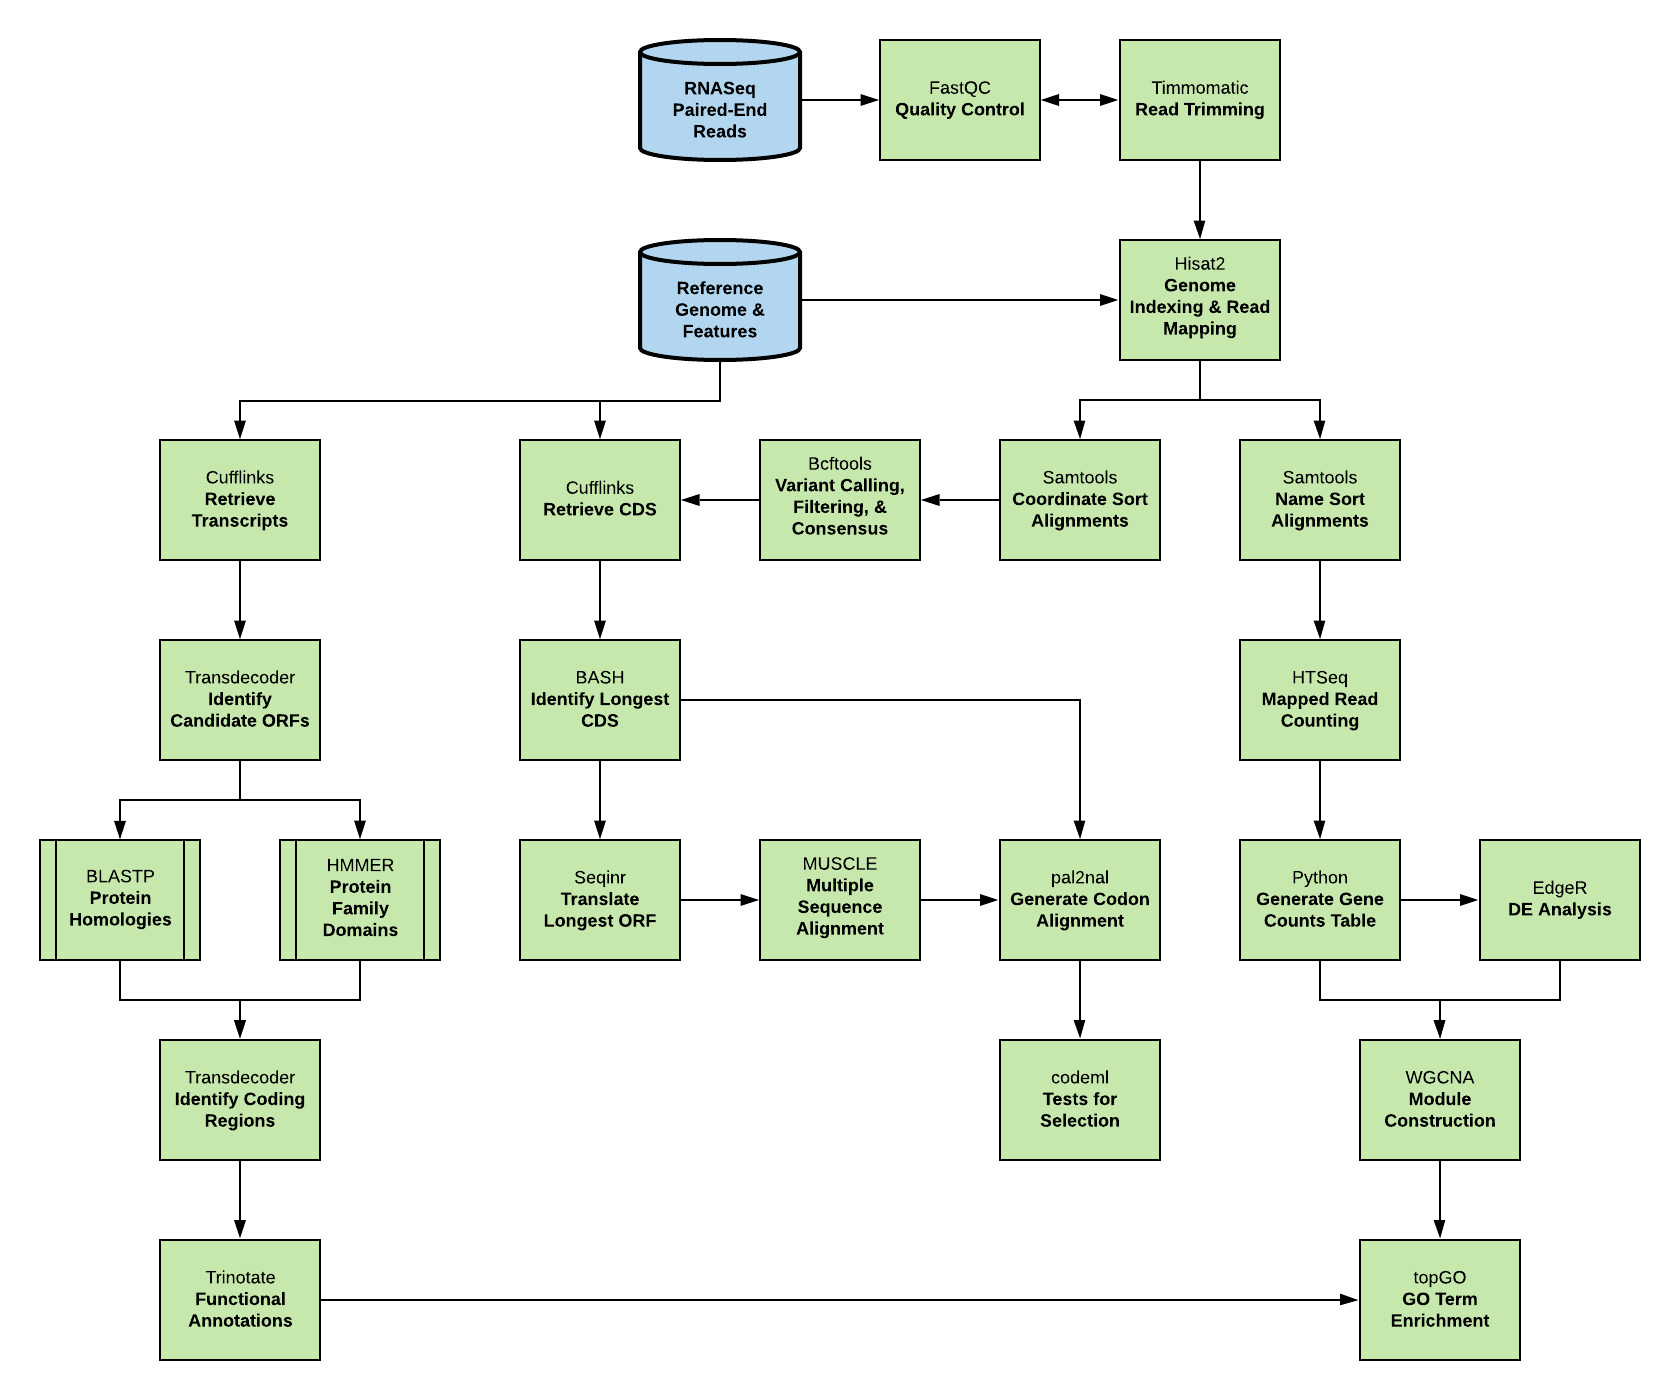 RNASeq
Paired-End
Reads
FastQC
Quality Control
Timmomatic
Read Trimming
Reference
Genome &
Features
Hisat2
Genome
Indexing & Read
Mapping
Cufflinks
Retrieve
Transcripts
Cufflinks
Retrieve CDS
Bcftools
Variant Calling,
Filtering, &
Consensus
Samtools
Coordinate Sort
Alignments
Samtools
Name Sort
Alignments
Transdecoder
Identify
Candidate ORFs
BASH
Identify Longest
CDS
HTSeq
Mapped Read
Counting
BLASTP
Protein
Homologies
HMMER
Protein
Family
Domains
Seqinr
Translate
Longest ORF
MUSCLE
Multiple
Sequence
Alignment
pal2nal
Generate Codon
Alignment
Python
Generate Gene
Counts Table
EdgeR
DE Analysis
Transdecoder
Identify Coding
Regions
codeml
Tests for
Selection
WGCNA
Module
Construction
Trinotate
Functional
Annotations
topGO
GO Term
Enrichment